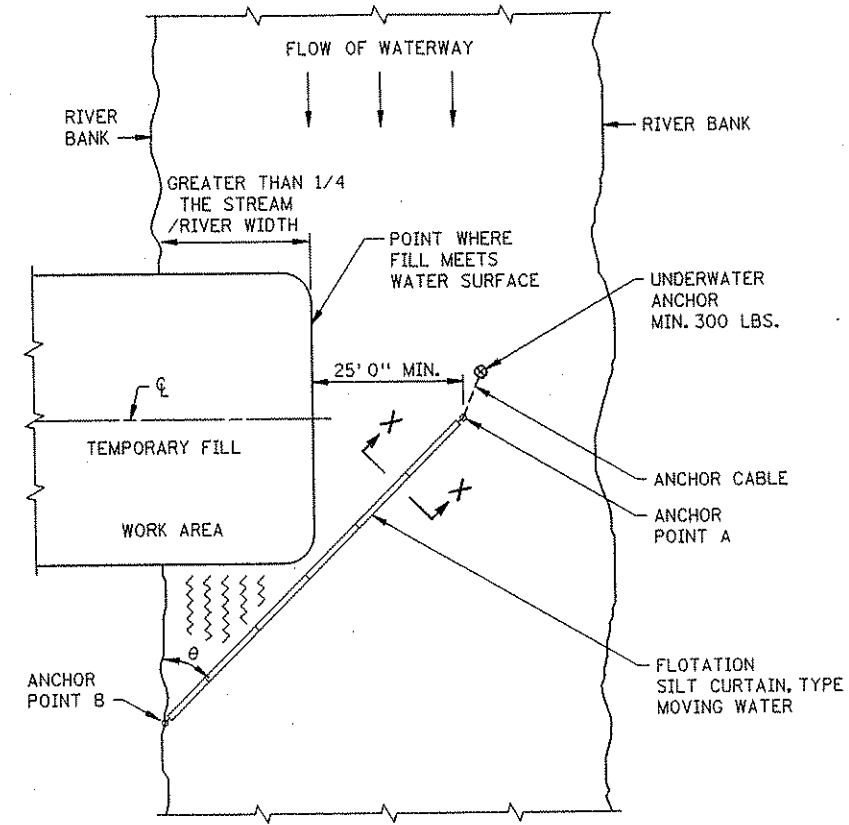 FLOW OF WATERWAY
RIVER
BANK
RIVER BANK
GREATER THAN 1/4
THE STREAM
/RIVER WIDTH
POINT WHERE
FILL MEETS
WATER SURFACE
UNDERWATER
ANCHOR
MIN. 300 LBS.
25'0" MIN.
℄
TEMPORARY FILL
X
X
WORK AREA
ANCHOR CABLE
ANCHOR
POINT A
θ
ANCHOR
POINT B
FLOTATION
SILT CURTAIN, TYPE
MOVING WATER